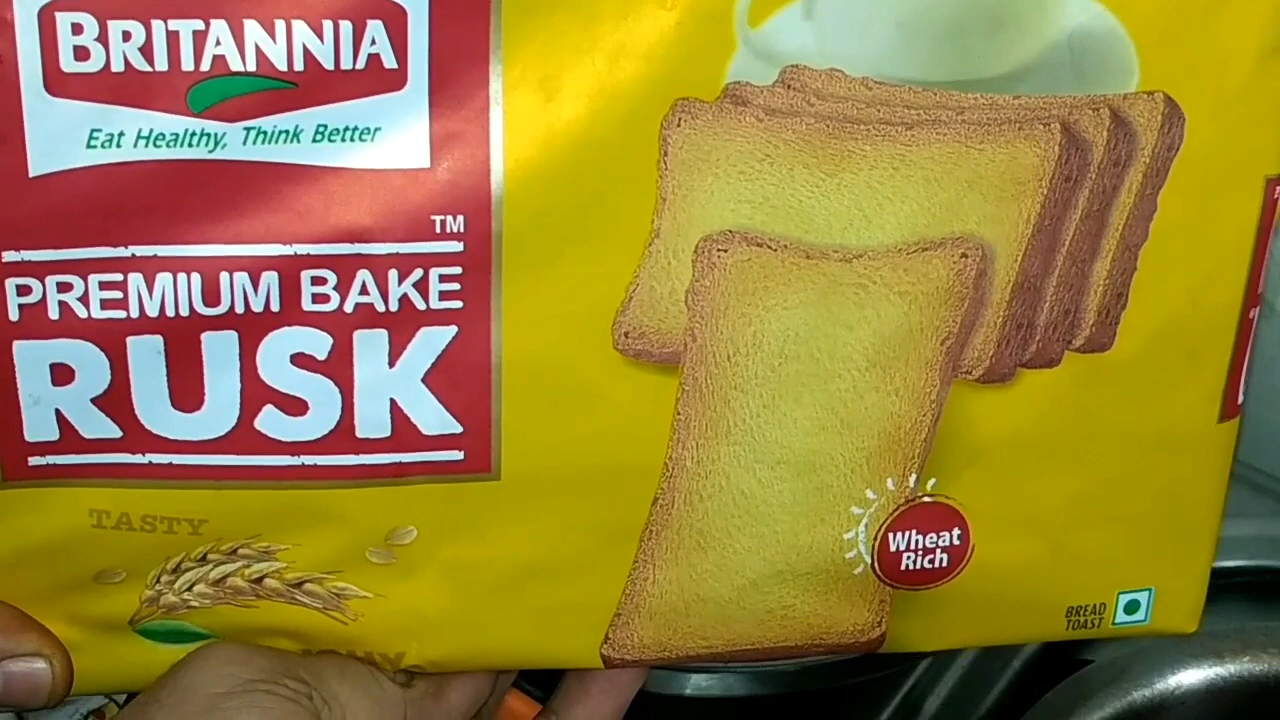 BRITANNIA
Eat Healthy, Think Better
TM
PREMIUM BAKE
RUSK
TASTY
Wheat
Rich
BREAD
TOAST